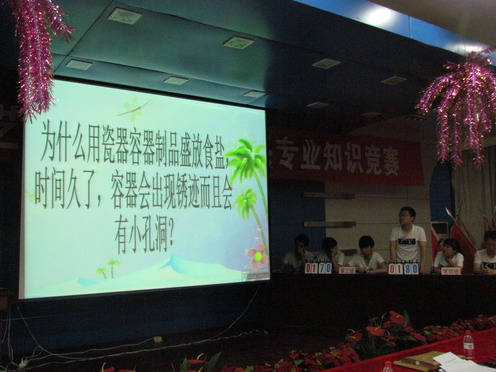 为什么用瓷器容器制品盛放食盐,
时间久了，容器会出现锈迹而且会
有小孔洞?
专业知识竞赛
0170
0180